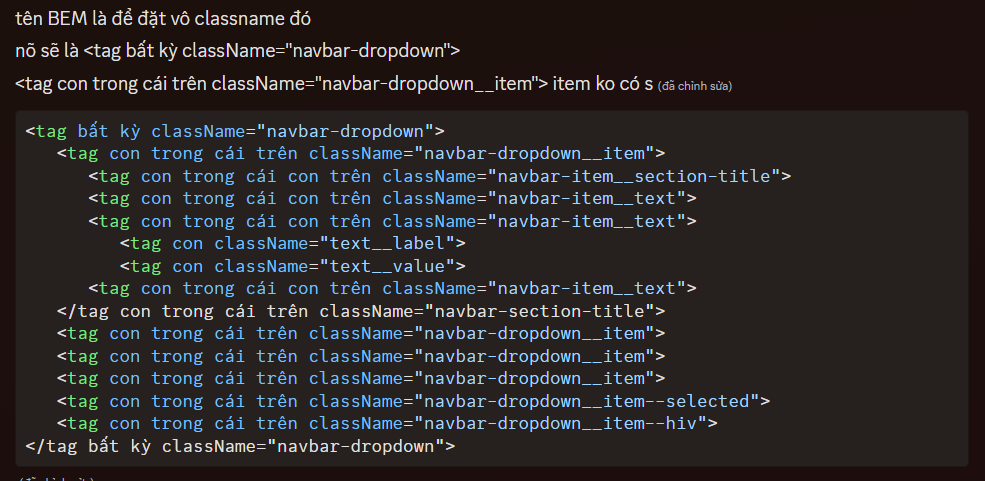 tên BEM là để đặt vô classname đó
nõ sẽ là <tag bất kỳ className="navbar-dropdown">
<tag con trong cái trên className="navbar-dropdown__item"> item ko có s (đã chỉnh sửa)
<tag bất kỳ className="navbar-dropdown">
<tag con trong cái trên className="navbar-dropdown__item">
<tag con trong cái con trên className="navbar-item__section-title">
<tag con trong cái con trên className="navbar-item__text">
<tag con trong cái con trên className="navbar-item__text">
<tag con className="text__label">
<tag con className="text__value">
<tag con trong cái con trên className="navbar-item__text">
</tag con trong cái trên className="navbar-section-title">
<tag con trong cái trên className="navbar-dropdown__item">
<tag con trong cái trên className="navbar-dropdown__item">
<tag con trong cái trên className="navbar-dropdown__item">
<tag con trong cái trên className="navbar-dropdown__item--selected">
<tag con trong cái trên className="navbar-dropdown__item--hiv">
</tag bất kỳ className="navbar-dropdown">